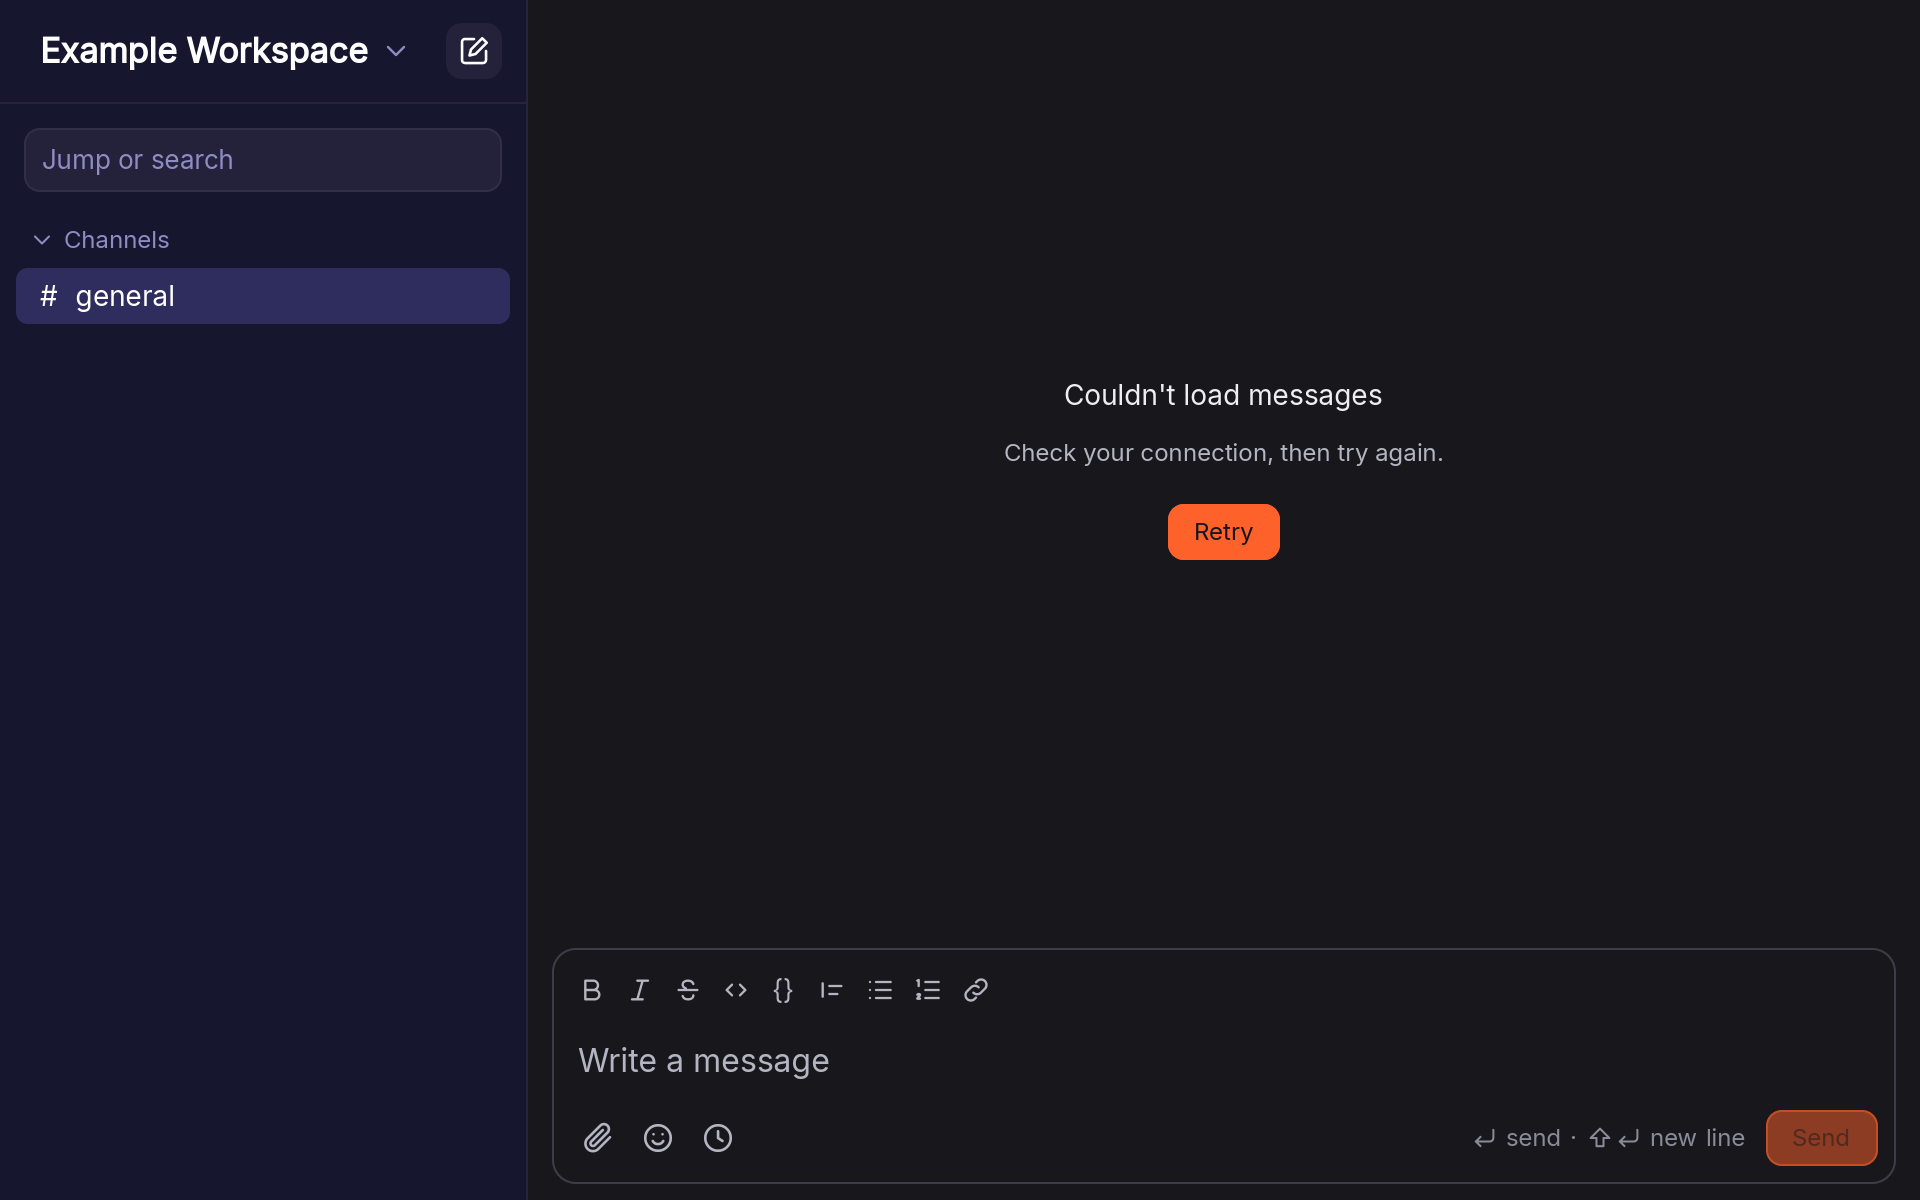 Example Workspace
Jump or search
Channels
# general
Couldn't load messages
Check your connection, then try again.
Retry
Write a message
send · new line
Send